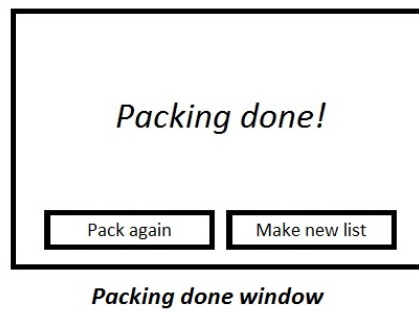 Packing done!
Pack again
Make new list
Packing done window